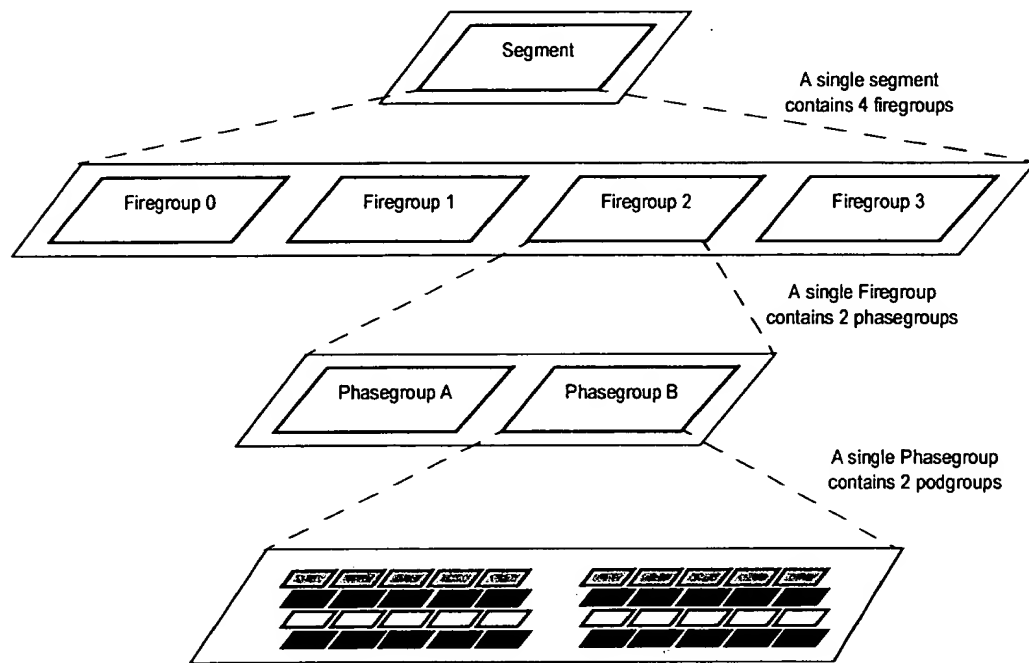 Segment
A single segment
contains 4 firegroups
Firegroup 0
Firegroup 1
Firegroup 2
Firegroup 3
A single Firegroup
contains 2 phasegroups
Phasegroup A
Phasegroup B
A single Phasegroup
contains 2 podgroups